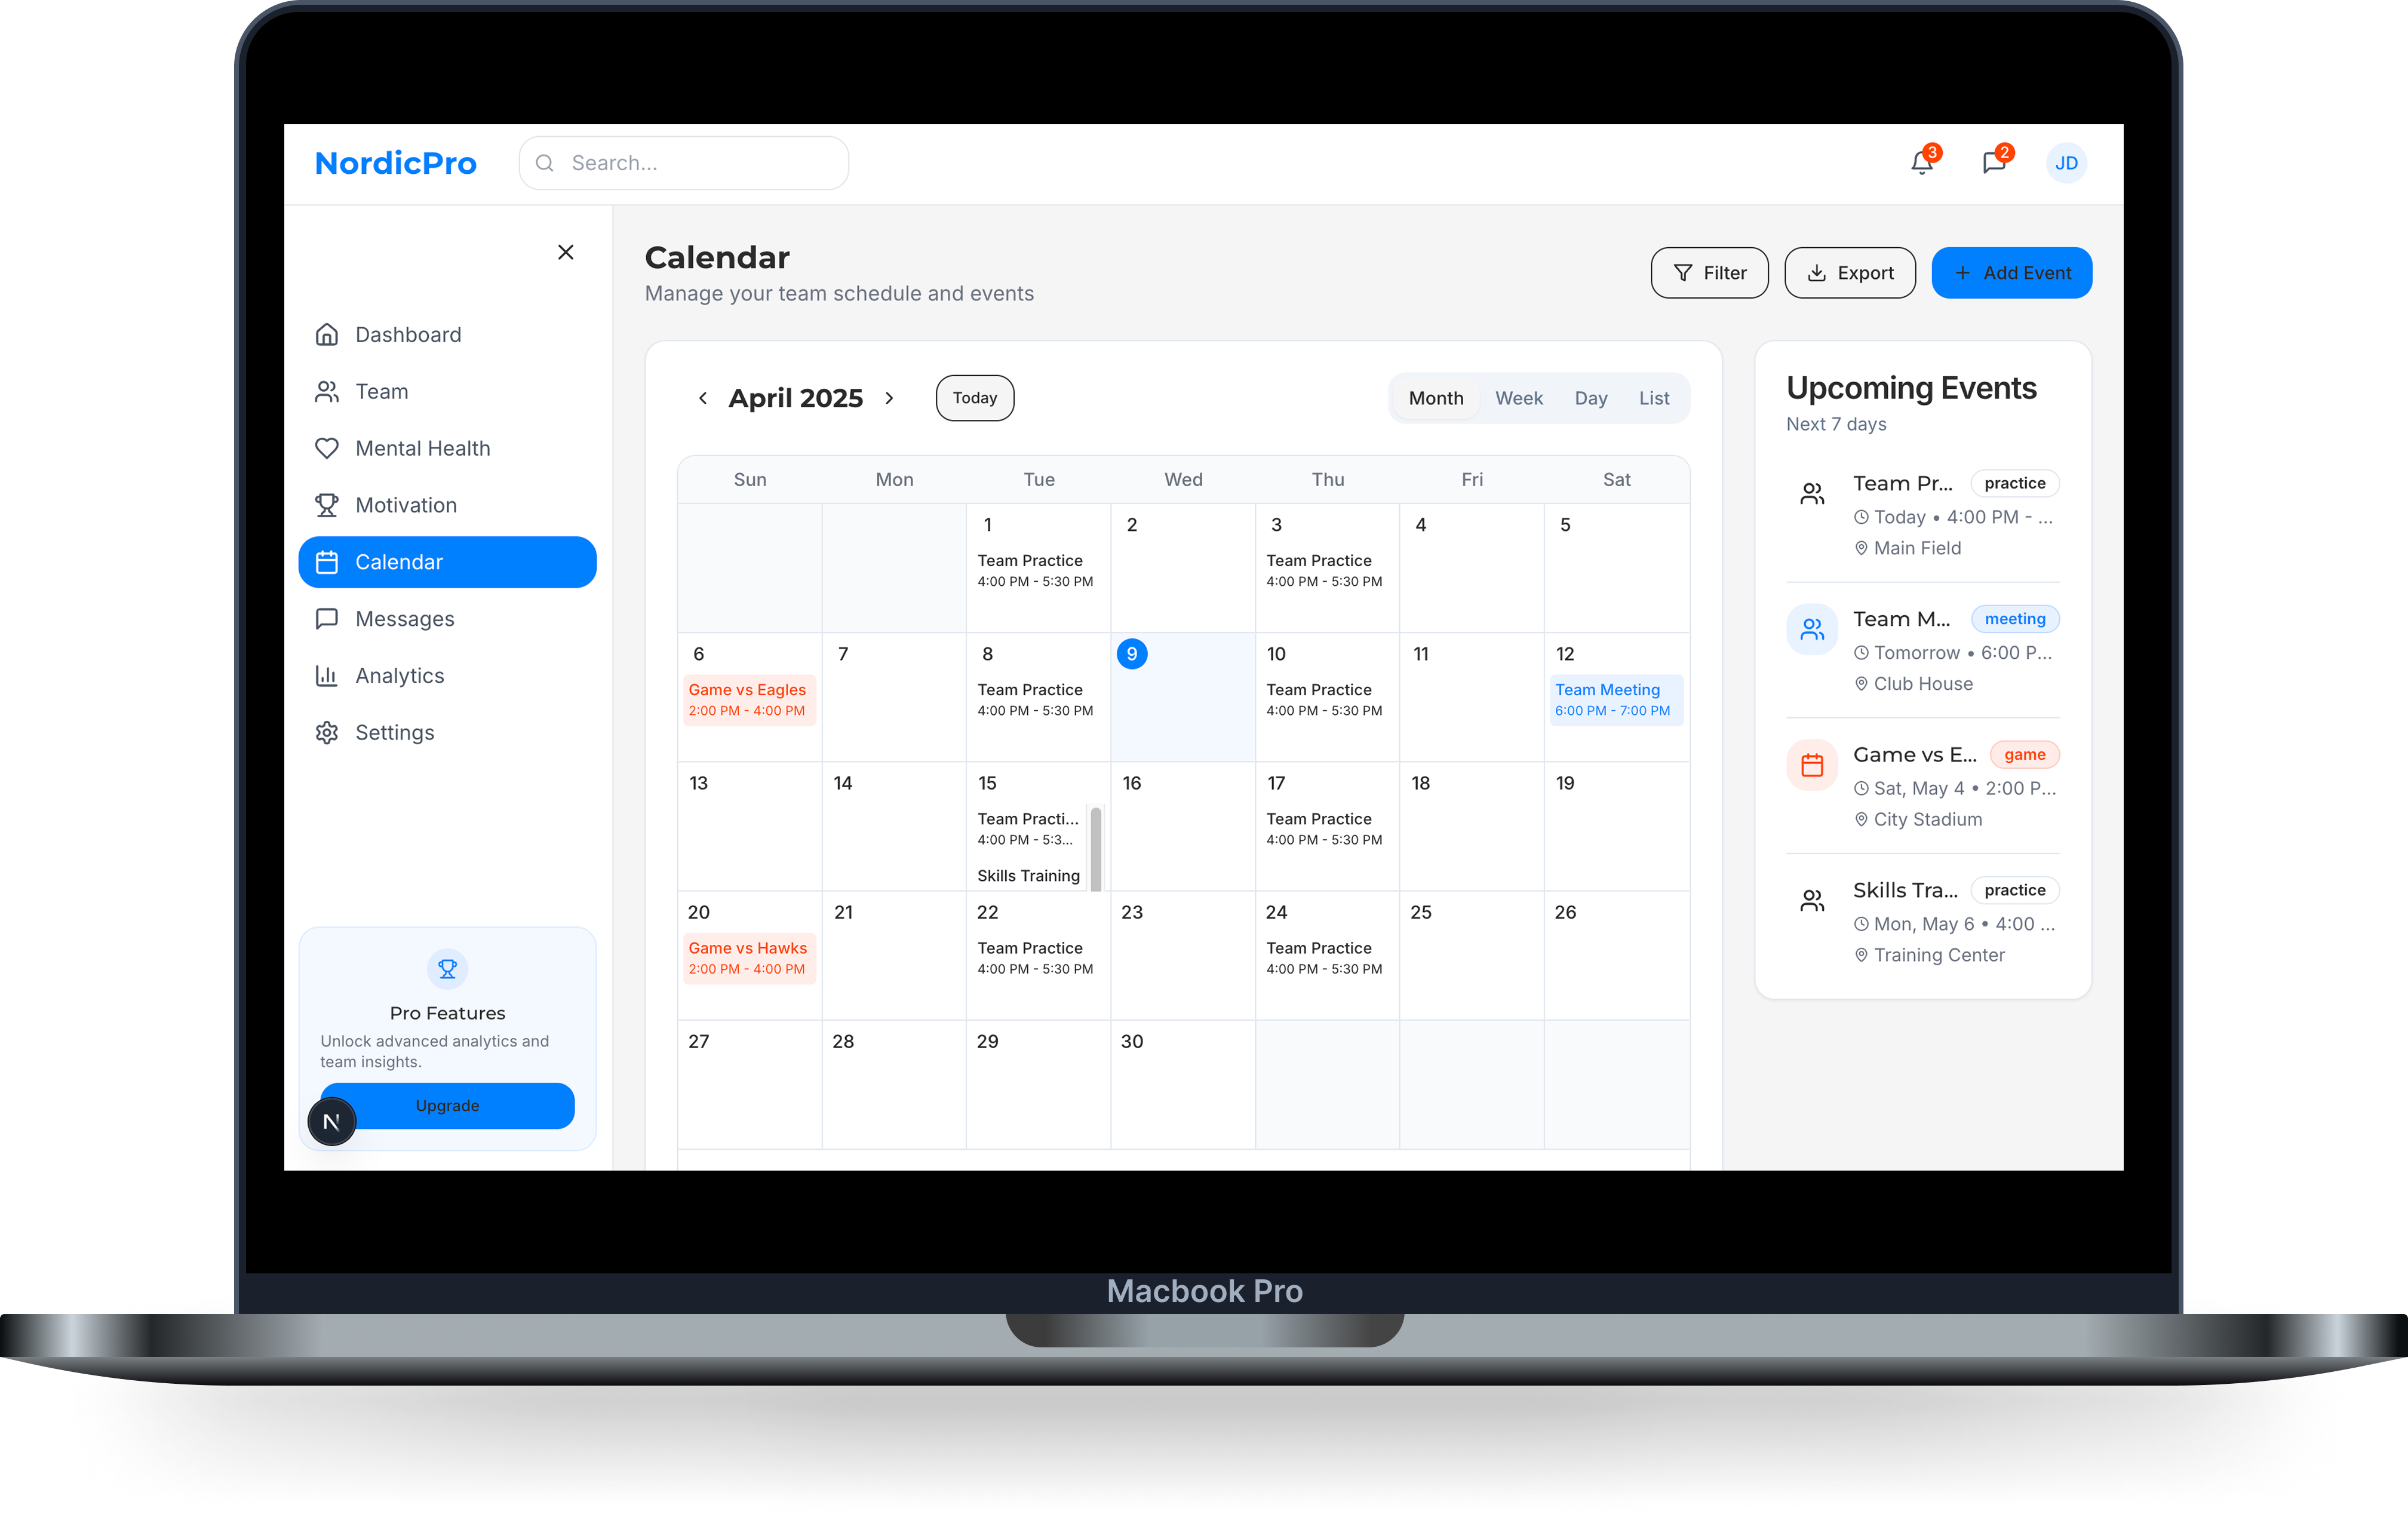 NordicPro
Search...
3
2
JD
Dashboard
Team
Mental Health
Motivation
Calendar
Messages
Analytics
Settings
Pro Features
Unlock advanced analytics and
team insights.
Upgrade
N
Calendar
Manage your team schedule and events
Filter
Export
+ Add Event
April 2025
Today
Month Week Day List
Sun Mon Tue Wed Thu Fri Sat
1 2 3 4 5
Team Practice Team Practice
4:00 PM - 5:30 PM 4:00 PM - 5:30 PM
6 7 8 9 10 11 12
Game vs Eagles Team Practice Team Practice Team Meeting
2:00 PM - 4:00 PM 4:00 PM - 5:30 PM 4:00 PM - 5:30 PM 6:00 PM - 7:00 PM
13 14 15 16 17 18 19
Team Practi... Team Practice
4:00 PM - 5:3... 4:00 PM - 5:30 PM
Skills Training
20 21 22 23 24 25 26
Game vs Hawks Team Practice Team Practice
2:00 PM - 4:00 PM 4:00 PM - 5:30 PM 4:00 PM - 5:30 PM
27 28 29 30
Upcoming Events
Next 7 days
Team Pr... practice
Today • 4:00 PM - ...
Main Field
Team M... meeting
Tomorrow • 6:00 P...
Club House
Game vs E... game
Sat, May 4 • 2:00 P...
City Stadium
Skills Tra... practice
Mon, May 6 • 4:00 ...
Training Center
Macbook Pro